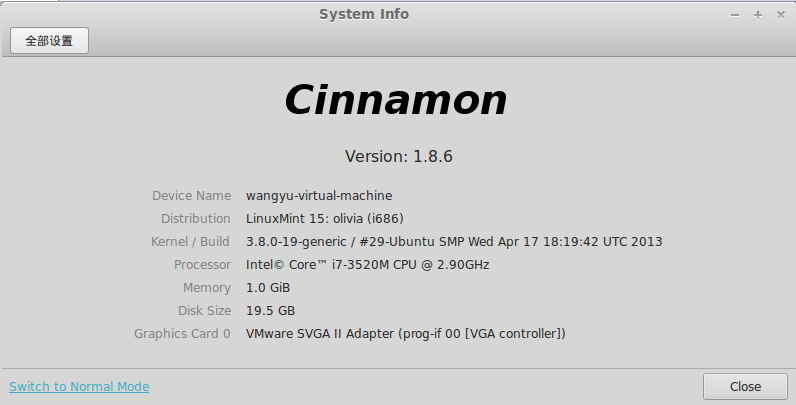 System Info
全部设置
Cinnamon
Version: 1.8.6
Device Name wangyu-virtual-machine
Distribution LinuxMint 15: olivia (i686)
Kernel / Build 3.8.0-19-generic / #29-Ubuntu SMP Wed Apr 17 18:19:42 UTC 2013
Processor Intel© Core™ i7-3520M CPU @ 2.90GHz
Memory 1.0 GiB
Disk Size 19.5 GB
Graphics Card 0 VMware SVGA II Adapter (prog-if 00 [VGA controller])
Switch to Normal Mode Close